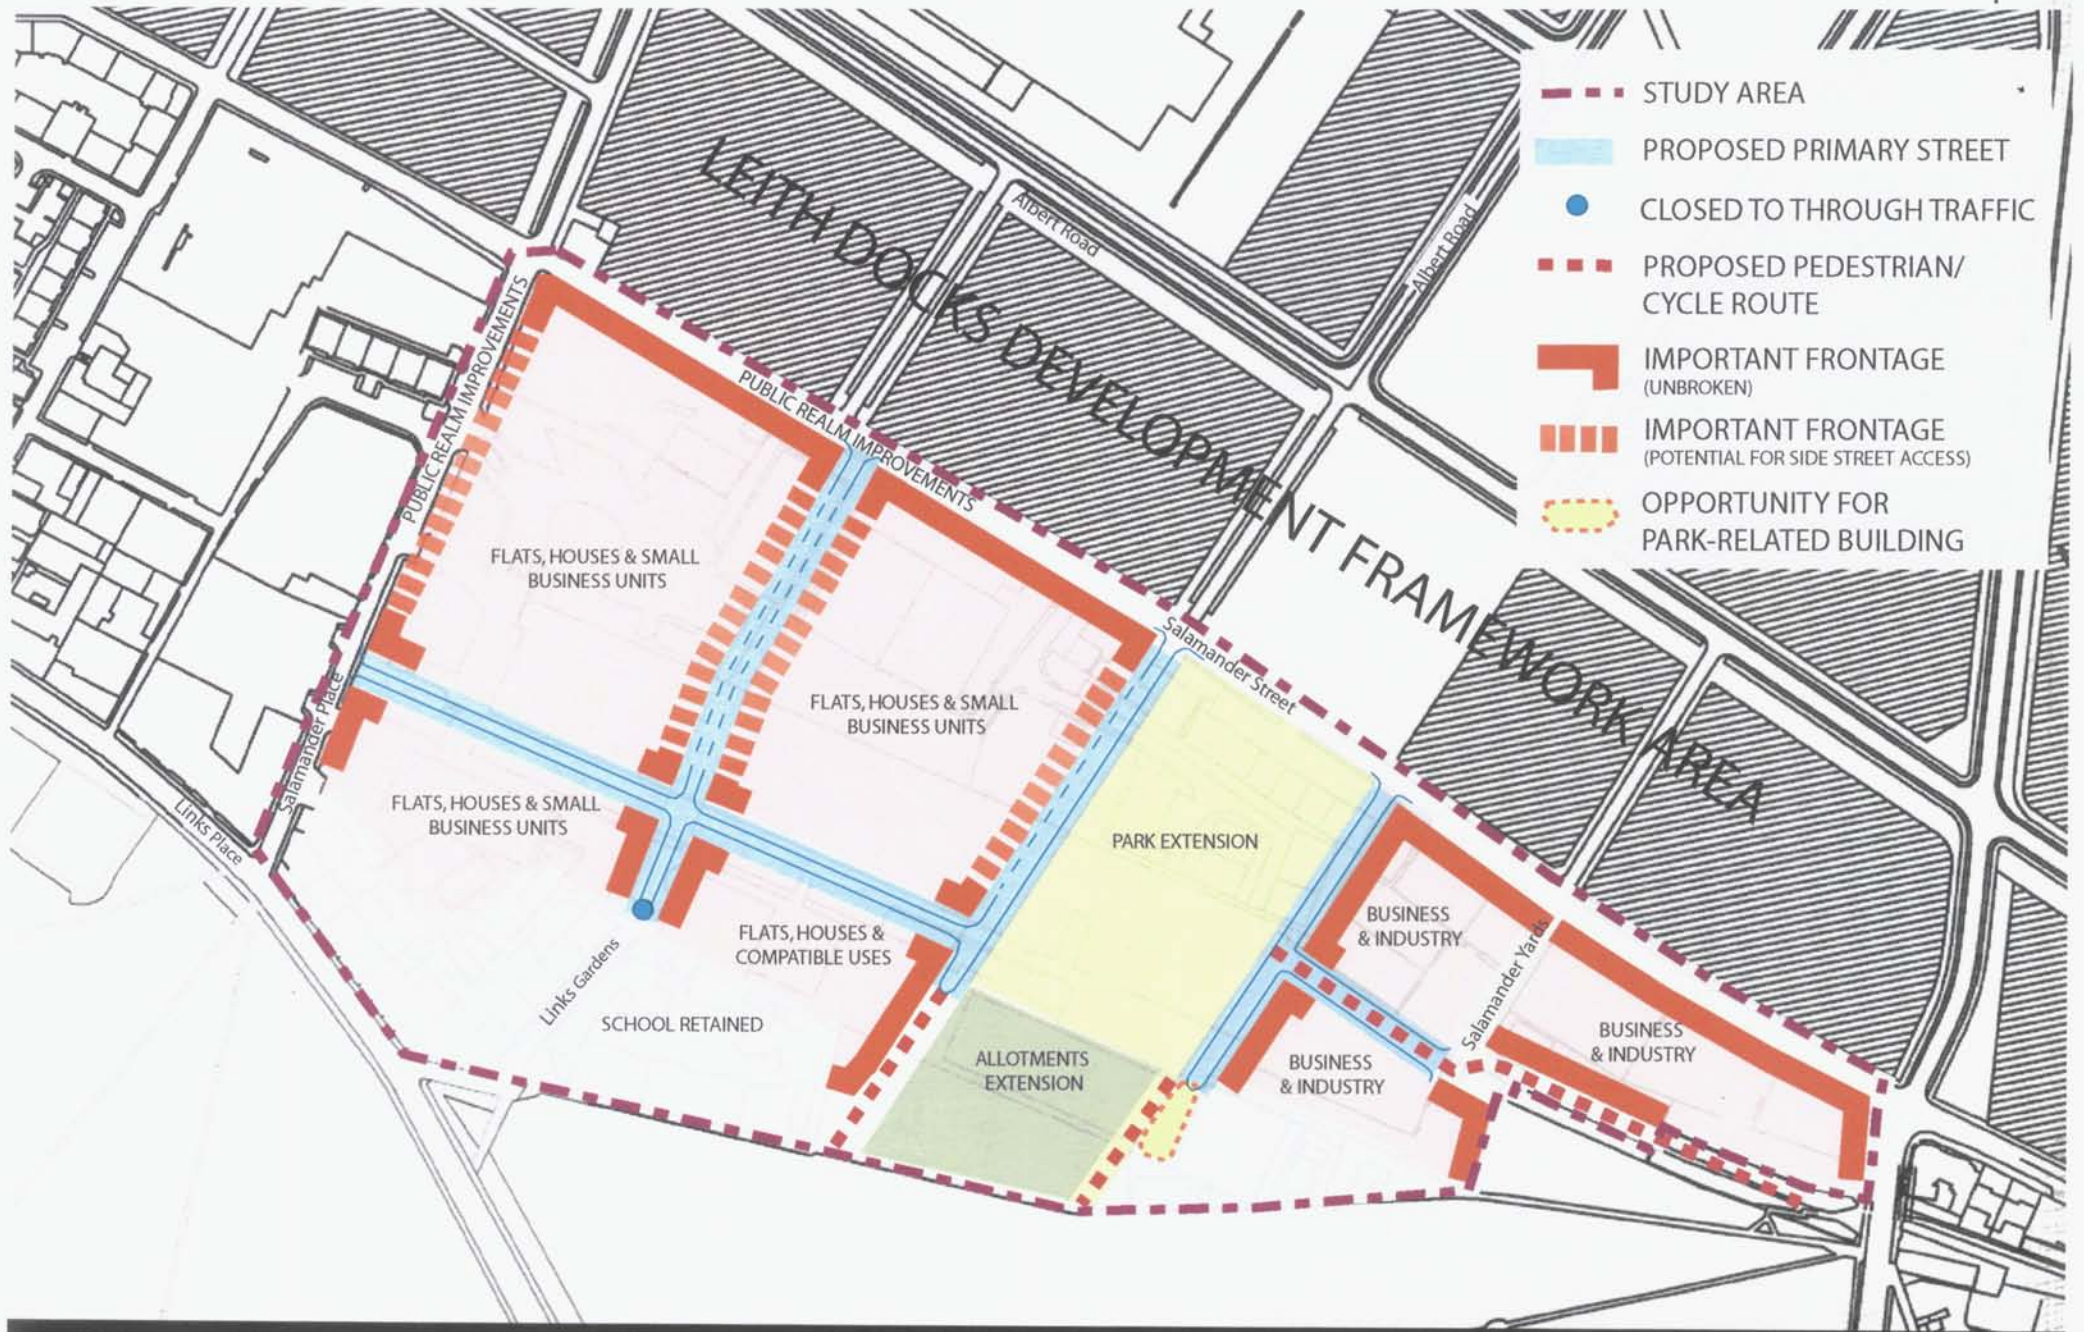 STUDY AREA
PROPOSED PRIMARY STREET
CLOSED TO THROUGH TRAFFIC
PROPOSED PEDESTRIAN/
CYCLE ROUTE
IMPORTANT FRONTAGE
(UNBROKEN)
IMPORTANT FRONTAGE
(POTENTIAL FOR SIDE STREET ACCESS)
OPPORTUNITY FOR
PARK-RELATED BUILDING
LEITH DOCKS DEVELOPMENT FRAMEWORK AREA
Albert Road
Albert Road
PUBLIC REALM IMPROVEMENTS
PUBLIC REALM IMPROVEMENTS
FLATS, HOUSES & SMALL
BUSINESS UNITS
FLATS, HOUSES & SMALL
BUSINESS UNITS
Salamander Street
Salamander Place
Links Place
FLATS, HOUSES & SMALL
BUSINESS UNITS
PARK EXTENSION
FLATS, HOUSES &
COMPATIBLE USES
Links Gardens
SCHOOL RETAINED
ALLOTMENTS
EXTENSION
BUSINESS
& INDUSTRY
Salamander Yards
BUSINESS
& INDUSTRY
BUSINESS
& INDUSTRY